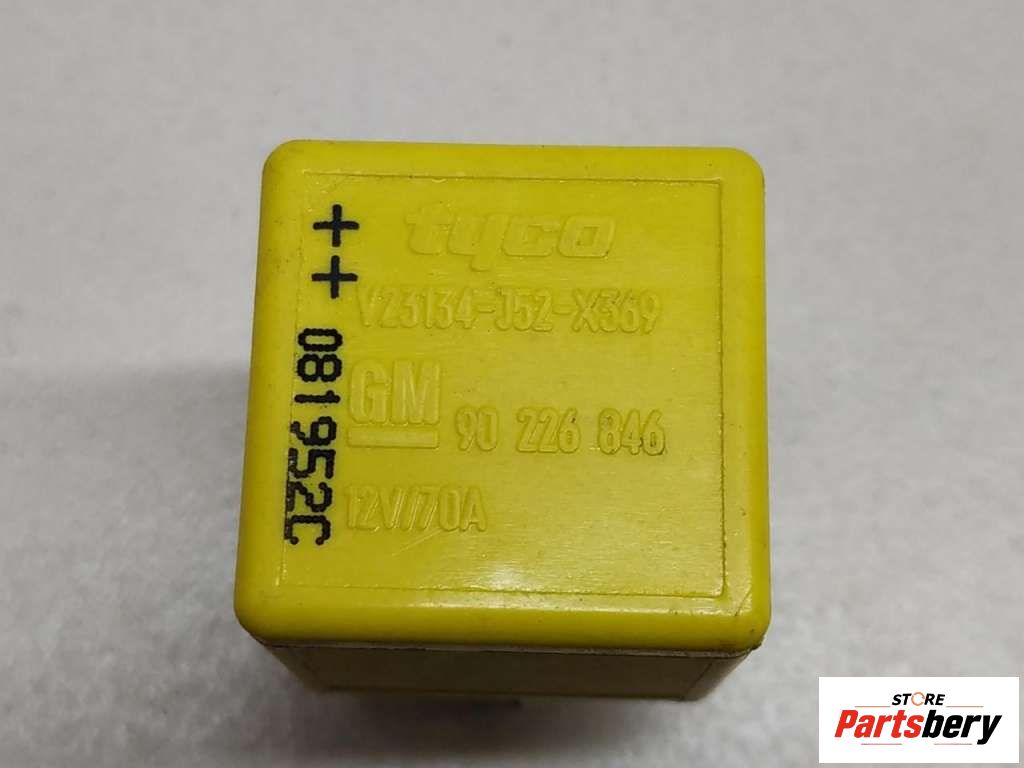 tyco
V23134-J52-X369
GM
90 226 846
12V/70A
++ 081952C
STORE
Partsbery